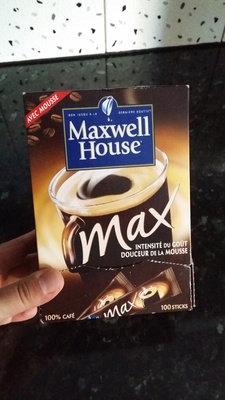 AVEC MOUSSE
BON JUSQU'À LA DERNIÈRE GOUTTE
Maxwell
House
max
INTENSITÉ DU GOÛT
DOUCEUR DE LA MOUSSE
100% CAFÉ
100 STICKS